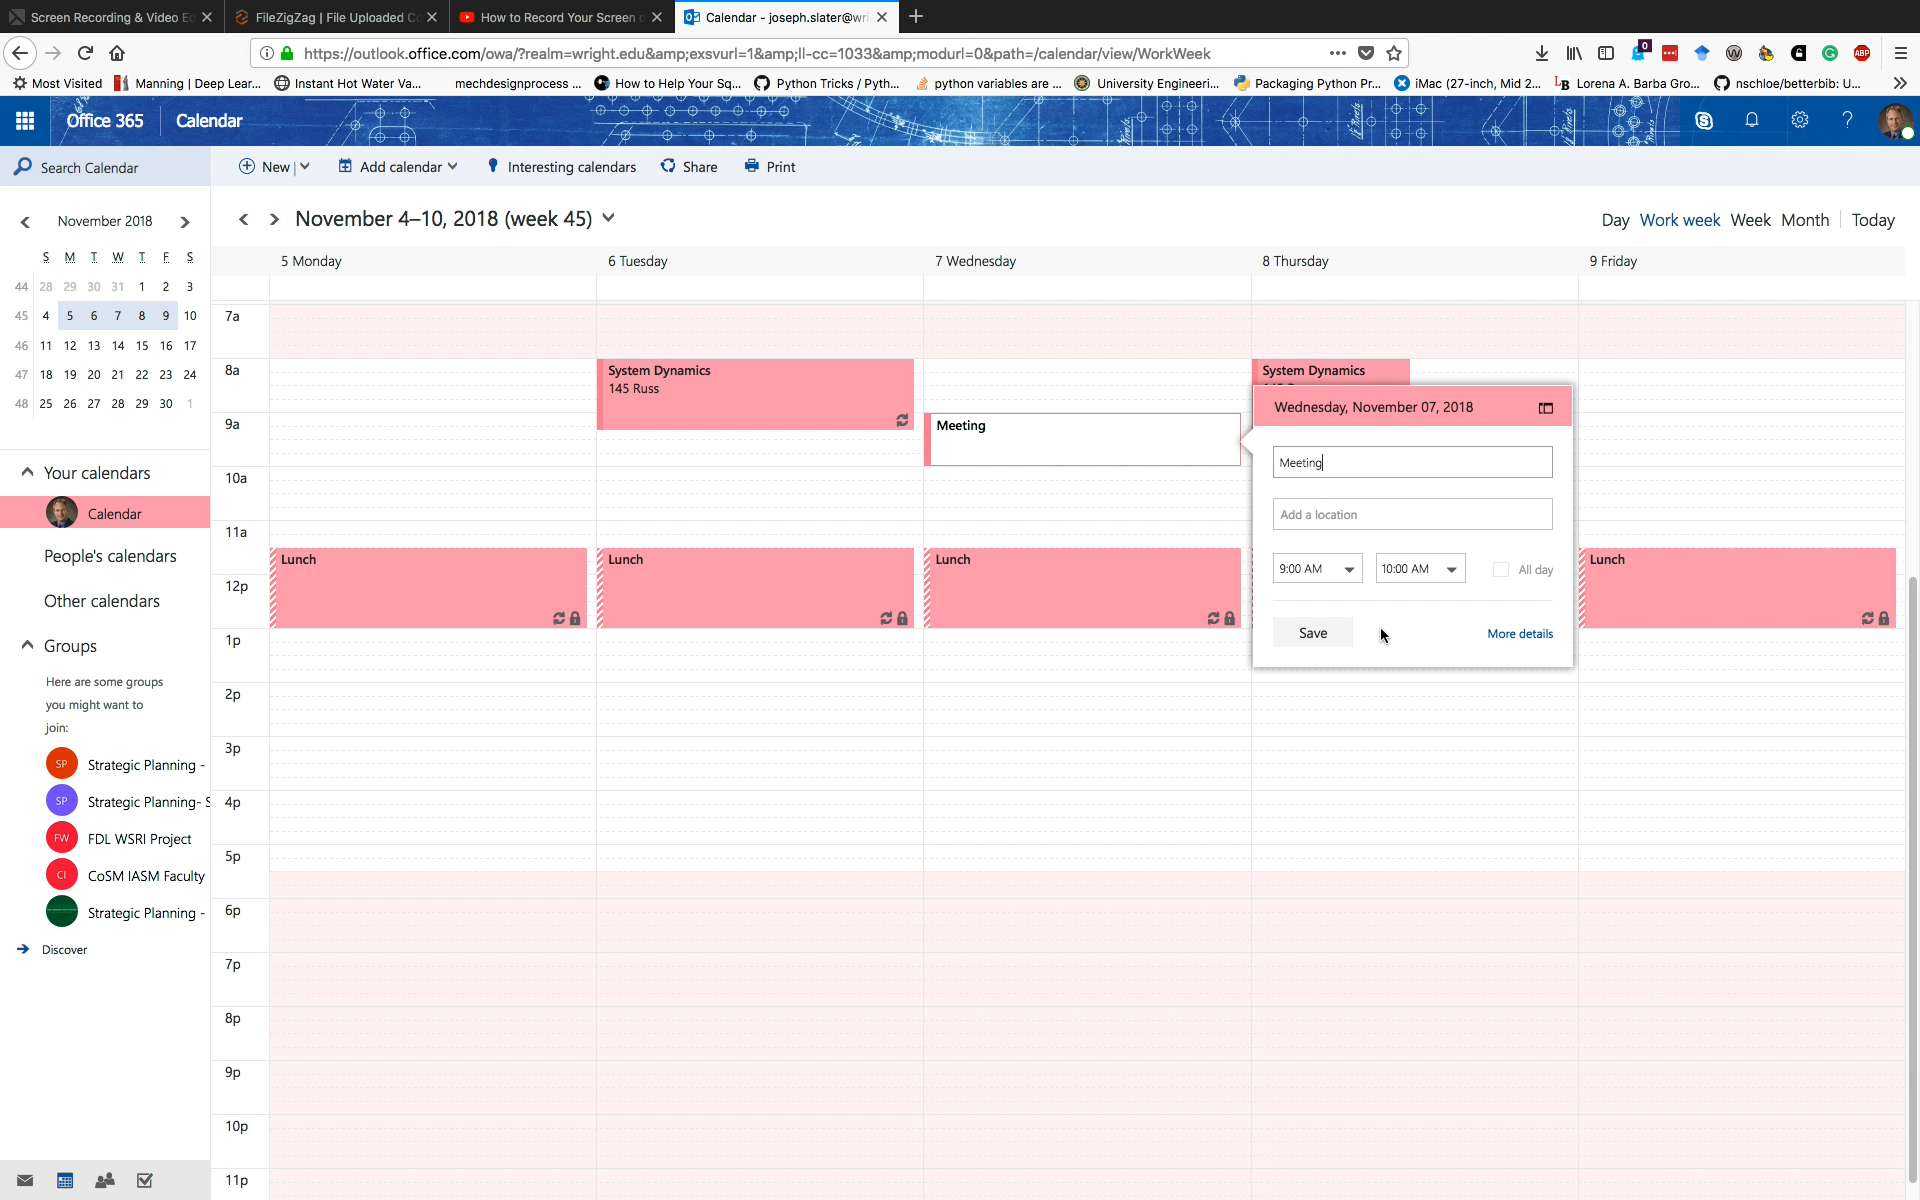 Screen Recording & Video Ed
FileZigZag | File Uploaded C
How to Record Your Screen
Calendar - joseph.slater@wri
https://outlook.office.com/owa/?realm=wright.edu&amp;exsvurl=1&amp;ll-cc=1033&amp;modurl=0&path=/calendar/view/WorkWeek
0
ABP
Most Visited
Manning | Deep Lear...
Instant Hot Water Va...
mechdesignprocess ...
How to Help Your Sq...
Python Tricks / Pyth...
python variables are ...
University Engineeri...
Packaging Python Pr...
iMac (27-inch, Mid 2...
Lorena A. Barba Gro...
nschloe/betterbib: U...
Office 365
Calendar
?
Search Calendar
New
Add calendar
Interesting calendars
Share
Print
November 2018
S M T W T F S
44 28 29 30 31 1 2 3
45 4 5 6 7 8 9 10
46 11 12 13 14 15 16 17
47 18 19 20 21 22 23 24
48 25 26 27 28 29 30 1
Your calendars
Calendar
People's calendars
Other calendars
Groups
Here are some groups
you might want to
join:
SP Strategic Planning -
SP Strategic Planning- S
FW FDL WSRI Project
CI CoSM IASM Faculty
Strategic Planning -
Discover
November 4–10, 2018 (week 45)
Day
Work week
Week
Month
Today
5 Monday
6 Tuesday
7 Wednesday
8 Thursday
9 Friday
7a
8a
9a
10a
11a
12p
1p
2p
3p
4p
5p
6p
7p
8p
9p
10p
11p
System Dynamics
145 Russ
Meeting
System Dynamics
Lunch
Lunch
Lunch
Lunch
Wednesday, November 07, 2018
Meeting
Add a location
9:00 AM
10:00 AM
All day
Save
More details